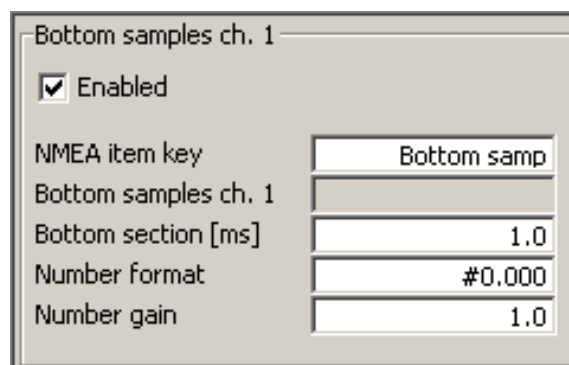 Bottom samples ch. 1
Enabled
NMEA item key Bottom samp
Bottom samples ch. 1
Bottom section [ms] 1.0
Number format #0.000
Number gain 1.0